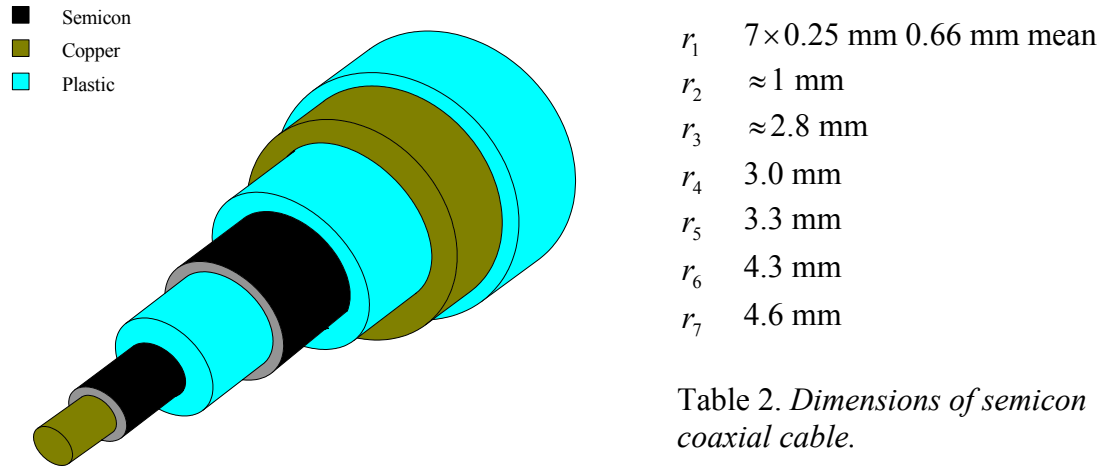 Semicon
Copper
Plastic
r₁ 7×0.25 mm 0.66 mm mean
r₂ ≈1 mm
r₃ ≈2.8 mm
r₄ 3.0 mm
r₅ 3.3 mm
r₆ 4.3 mm
r₇ 4.6 mm
Table 2. Dimensions of semicon
coaxial cable.